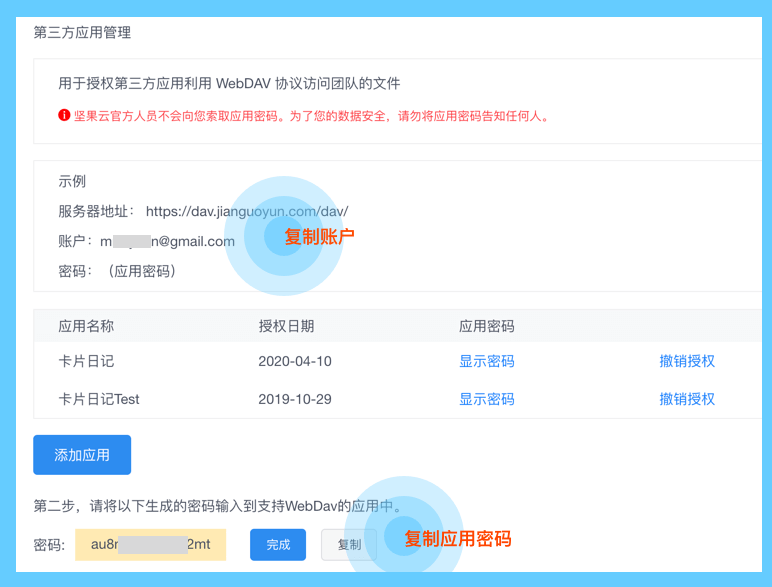 第三方应用管理
用于授权第三方应用利用 WebDAV 协议访问团队的文件
坚果云官方人员不会向您索取应用密码。为了您的数据安全，请勿将应用密码告知任何人。
示例
服务器地址： https://dav.jianguoyun.com/dav/
账户： m n@gmail.com
复制账户
密码：（应用密码）
应用名称 授权日期 应用密码
卡片日记 2020-04-10 显示密码 撤销授权
卡片日记Test 2019-10-29 显示密码 撤销授权
添加应用
第二步，请将以下生成的密码输入到支持WebDav的应用中。
密码: au8r 2mt 完成 复制 复制应用密码